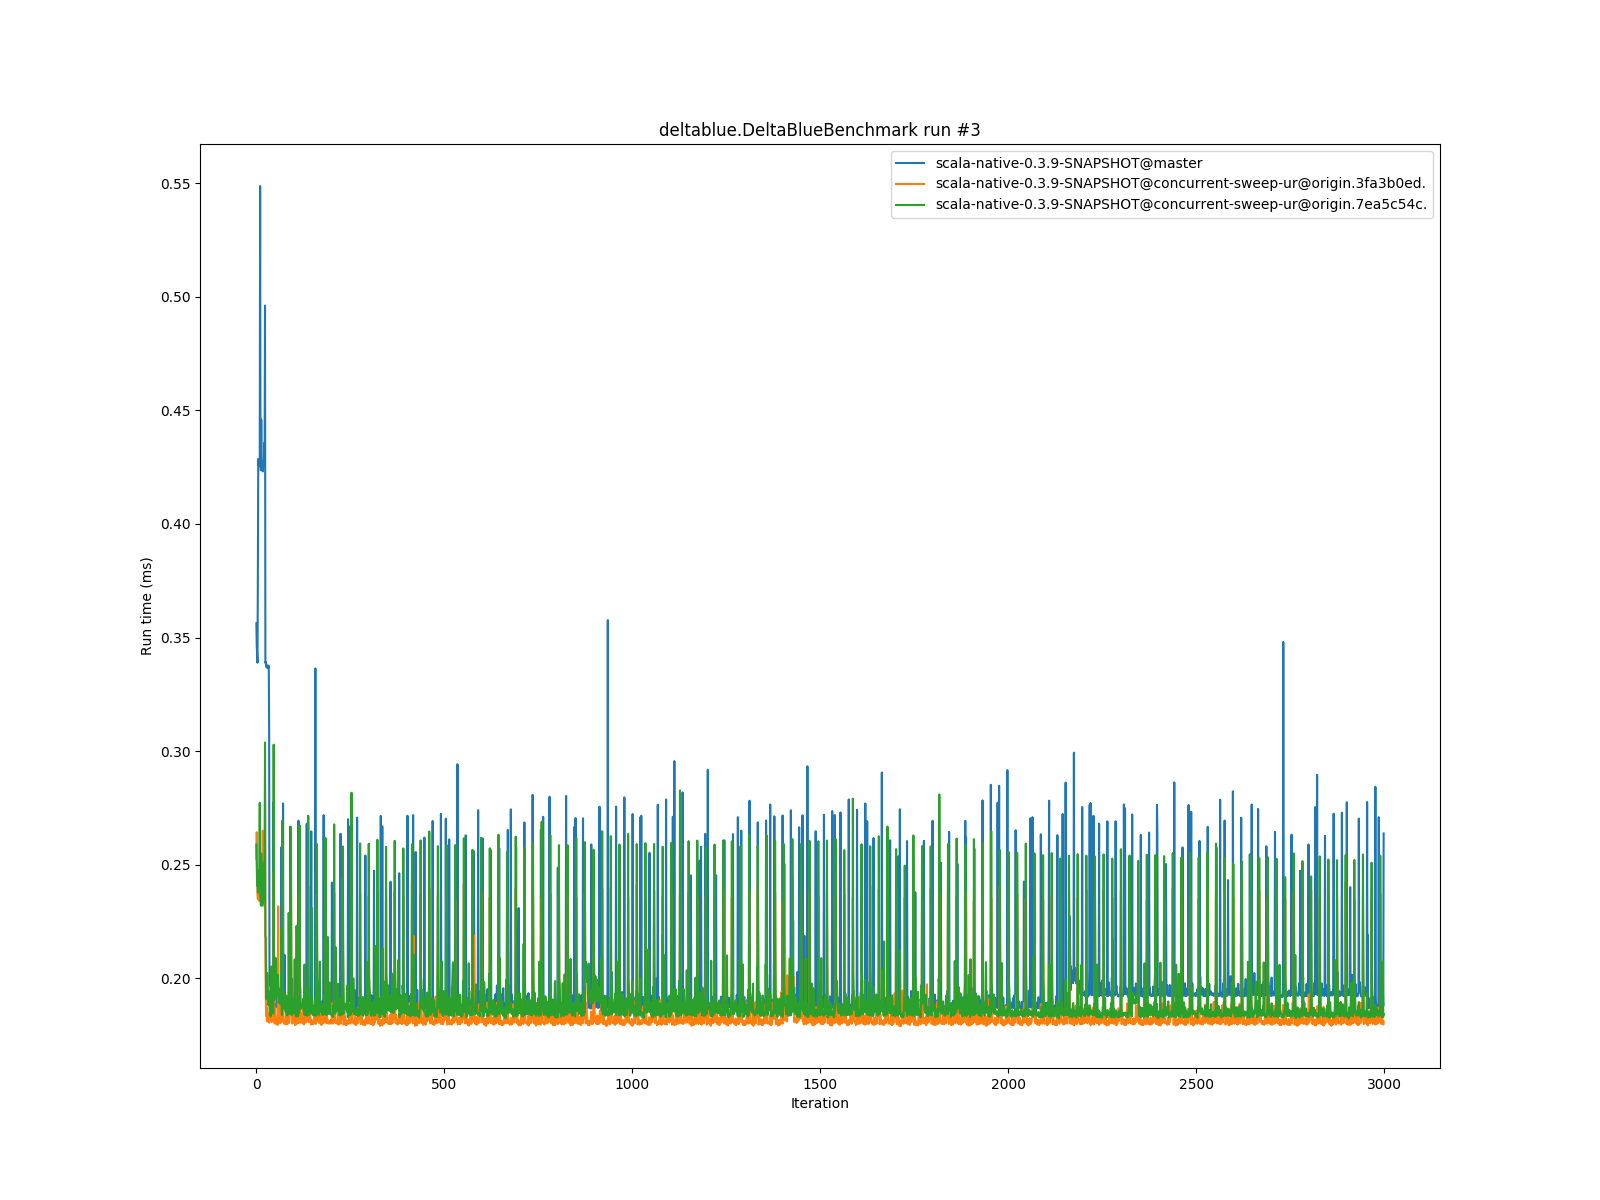 deltablue.DeltaBlueBenchmark run #3
scala-native-0.3.9-SNAPSHOT@master
scala-native-0.3.9-SNAPSHOT@concurrent-sweep-ur@origin.3fa3b0ed.
scala-native-0.3.9-SNAPSHOT@concurrent-sweep-ur@origin.7ea5c54c.
0.55
0.50
0.45
0.40
0.35
0.30
0.25
0.20
Run time (ms)
0
500
1000
1500
2000
2500
3000
Iteration